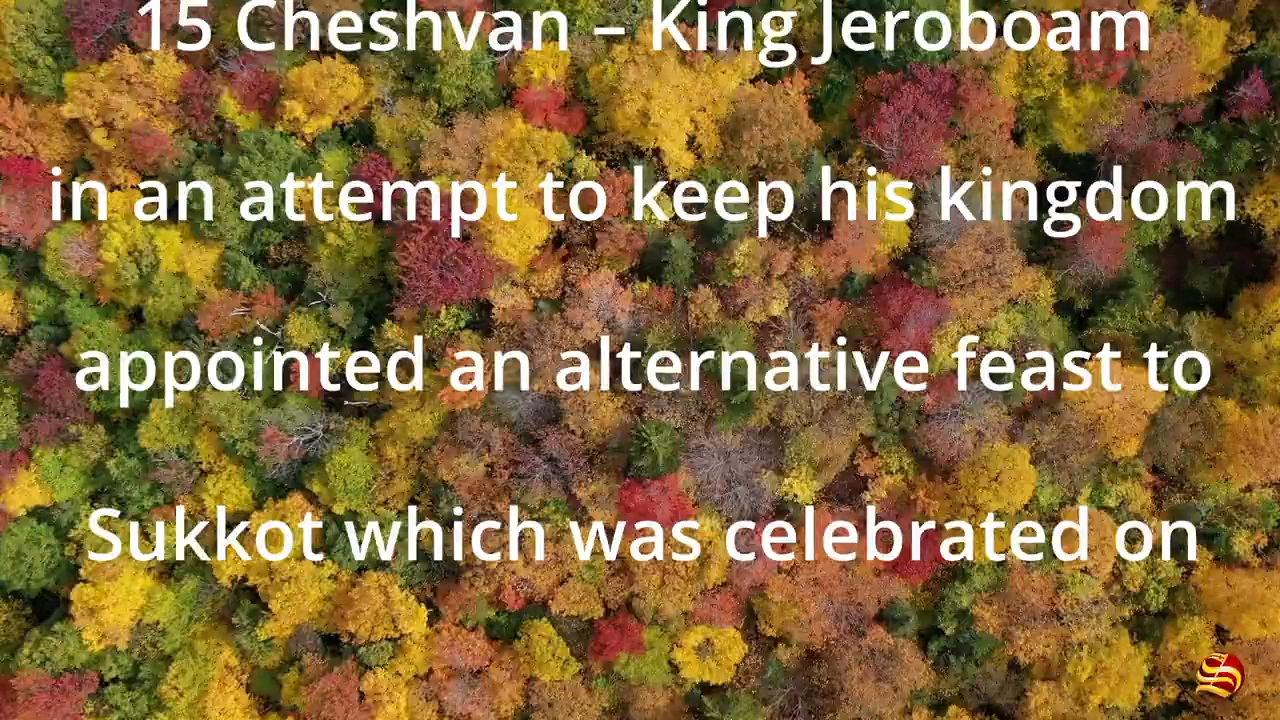 15 Cheshvan – King Jeroboam
in an attempt to keep his kingdom
appointed an alternative feast to
Sukkot which was celebrated on
S